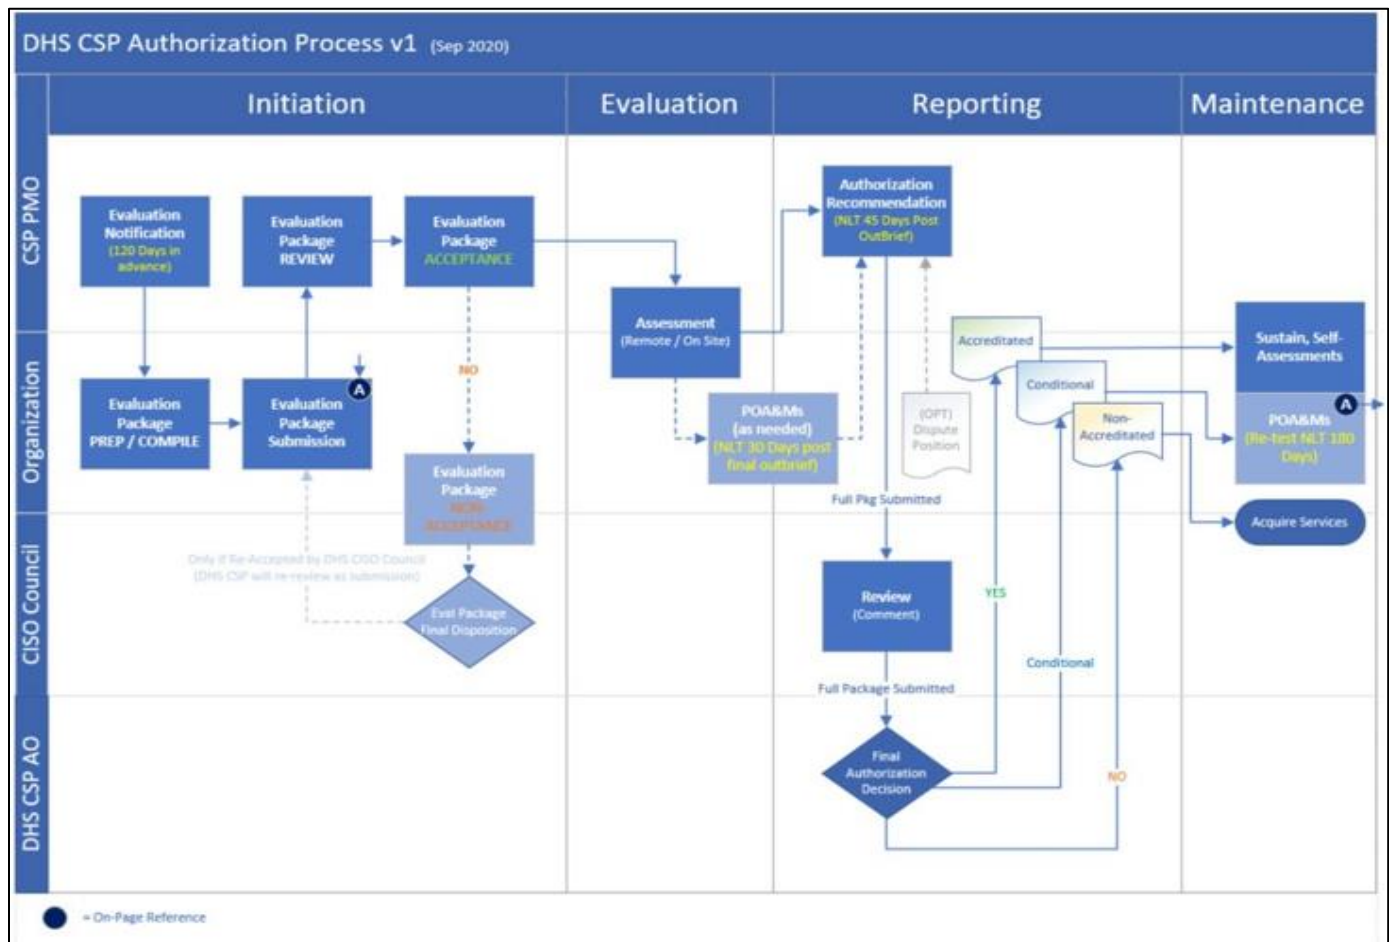 DHS CSP Authorization Process v1 (Sep 2020)
Initiation
Evaluation
Reporting
Maintenance
CSP PMO
Organization
CISO Council
DHS CSP AO
Evaluation
Notification
(120 Days in
advance)
Evaluation
Package
REVIEW
Evaluation
Package
ACCEPTANCE
Evaluation
Package
PREP / COMPILE
Evaluation
Package
Submission
A
NO
Evaluation
Package
NON-
ACCEPTANCE
Only if Re-Accepted by DHS CISO Council
(DHS CSP will re-review as submission)
Eval Package
Final Disposition
Assessment
(Remote / On Site)
POA&Ms
(as needed)
(NLT 30 Days post
final outbrief)
Authorization
Recommendation
(NLT 45 Days Post
OutBrief)
(OPT)
Dispute
Position
Full Pkg Submitted
Review
(Comment)
Full Package Submitted
Final
Authorization
Decision
YES
Conditional
NO
Accreditated
Conditional
Non-
Accreditated
Sustain, Self-
Assessments
A
POA&Ms
(Re-test NLT 180
Days)
Acquire Services
= On-Page Reference